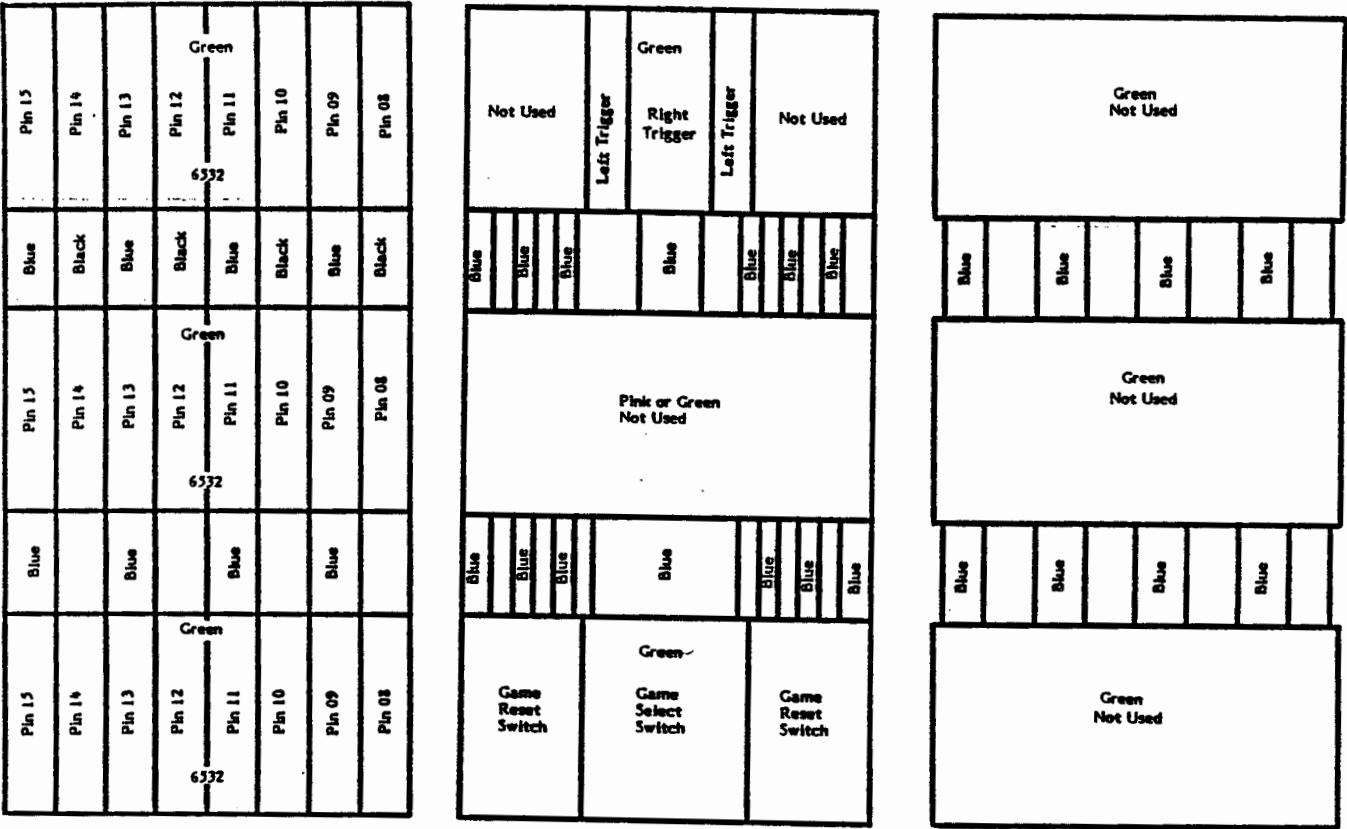 Green
Pin 15
Pin 14
Pin 13
Pin 12
Pin 11
Pin 10
Pin 09
Pin 08
6532
Blue
Black
Blue
Black
Blue
Black
Blue
Black
Green
Pin 15
Pin 14
Pin 13
Pin 12
Pin 11
Pin 10
Pin 09
Pin 08
6532
Blue
Blue
Blue
Blue
Green
Pin 15
Pin 14
Pin 13
Pin 12
Pin 11
Pin 10
Pin 09
Pin 08
6532
Green
Not Used
Left Trigger
Right
Trigger
Left Trigger
Not Used
Blue
Blue
Blue
Blue
Blue
Blue
Blue
Pink or Green
Not Used
Blue
Blue
Blue
Blue
Blue
Blue
Blue
Green
Game
Reset
Switch
Game
Select
Switch
Game
Reset
Switch
Green
Not Used
Blue
Blue
Blue
Blue
Green
Not Used
Blue
Blue
Blue
Blue
Green
Not Used